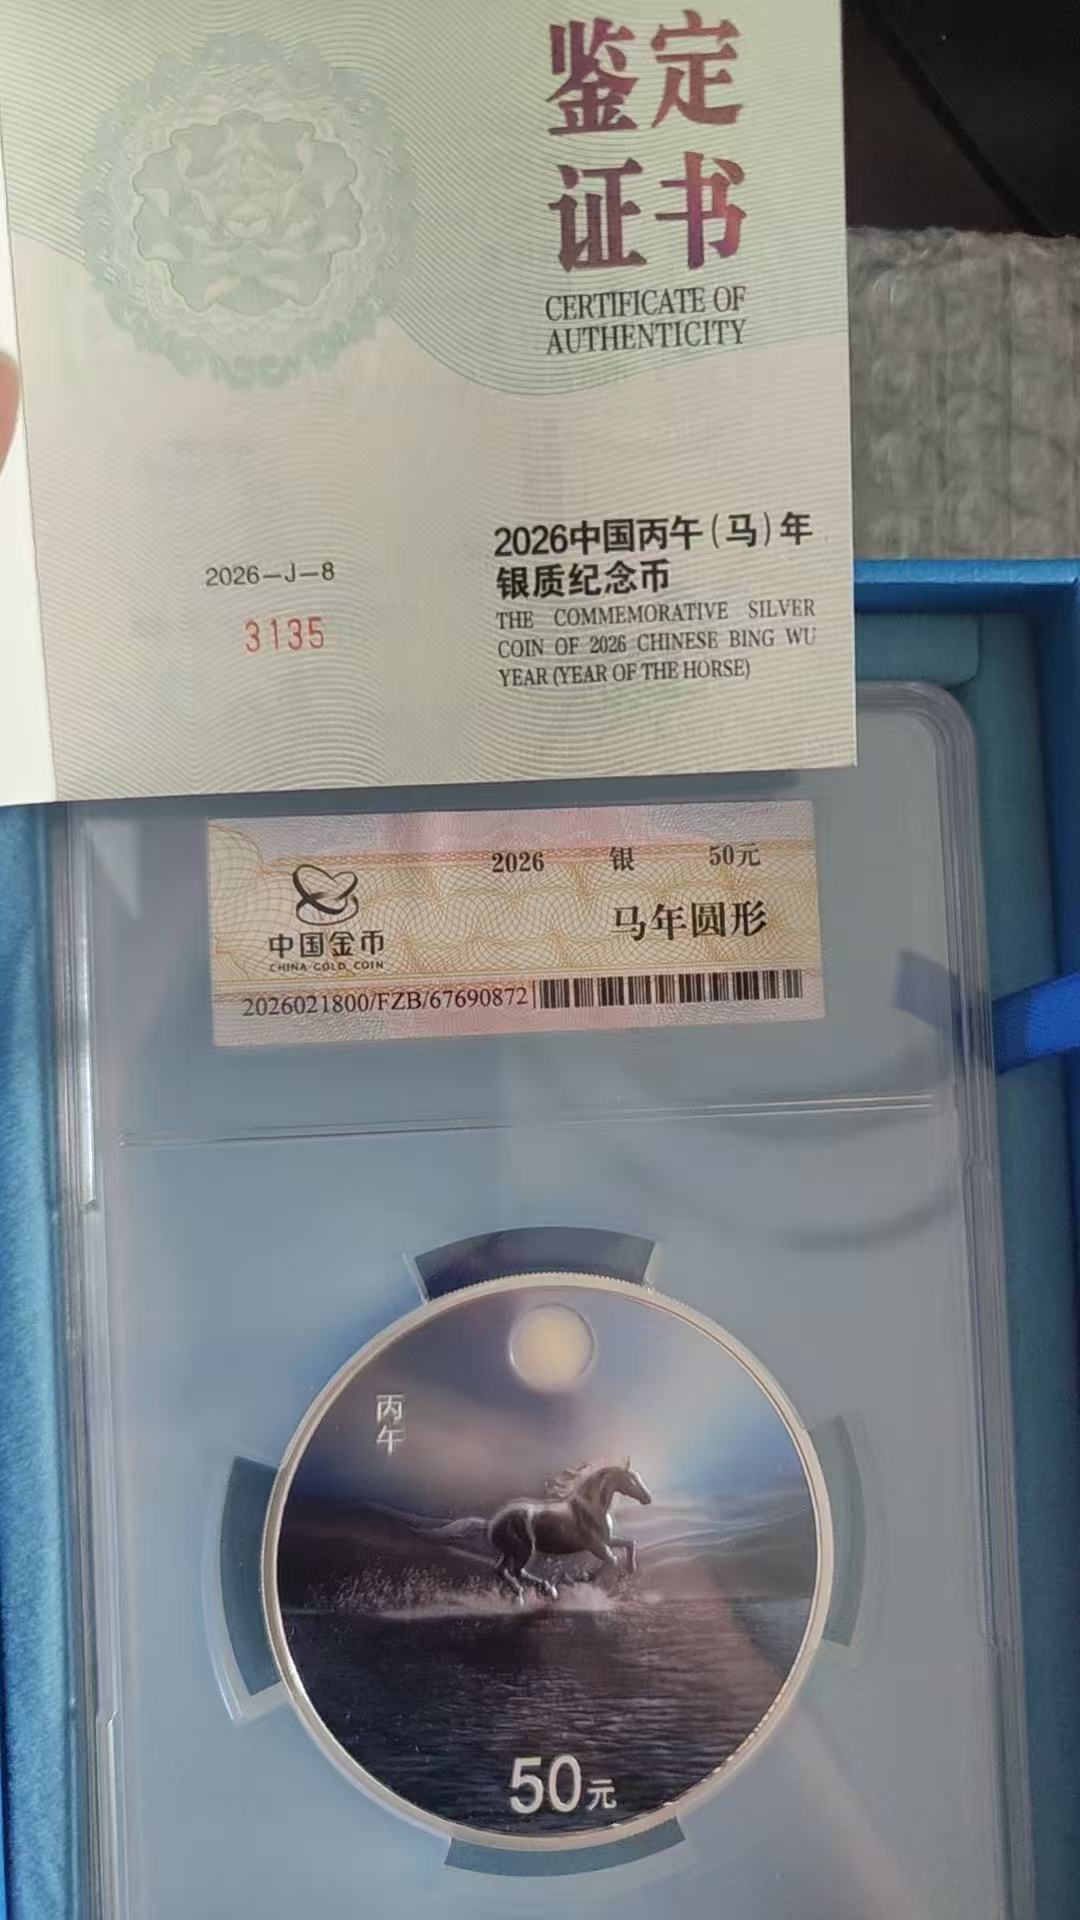 鉴定
证书
CERTIFICATE OF
AUTHENTICITY
2026中国丙午(马)年
银质纪念币
THE COMMEMORATIVE SILVER
COIN OF 2026 CHINESE BING WU
YEAR (YEAR OF THE HORSE)
2026-J-8
3135
2026 银 50元
中国金币
CHINA GOLD COIN
马年圆形
2026021800/FZB/67690872
丙午
50元